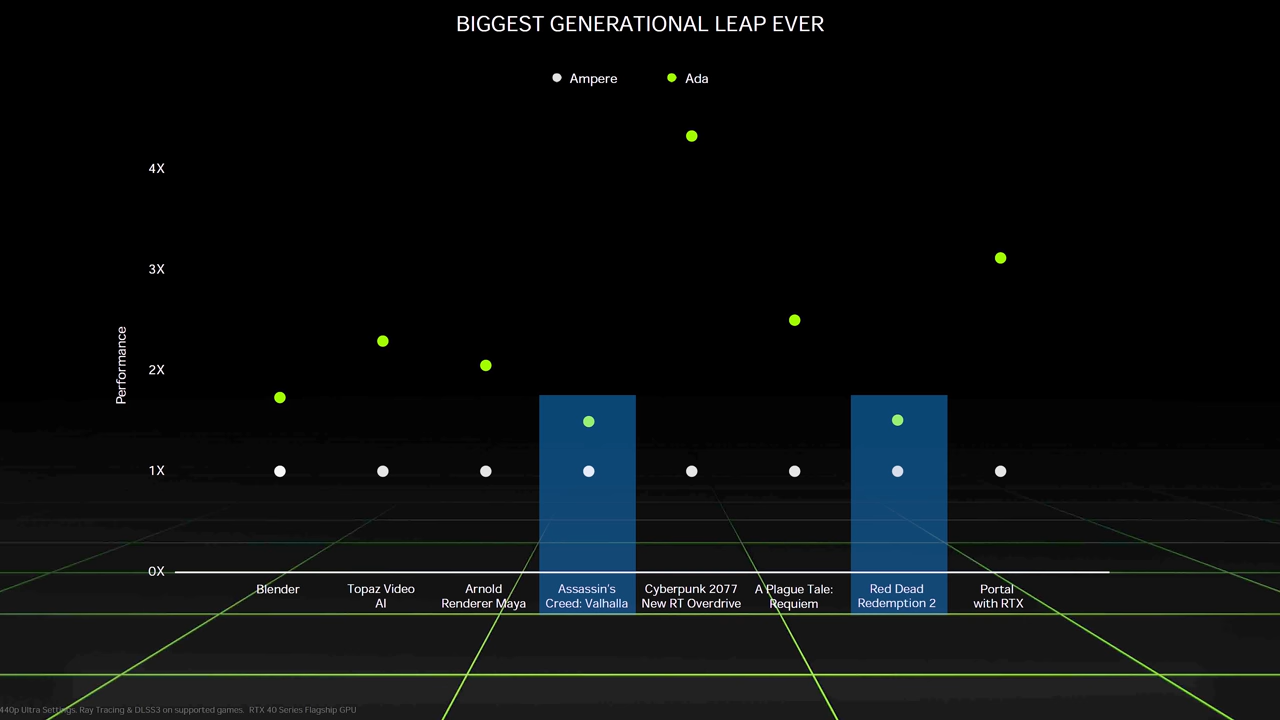 BIGGEST GENERATIONAL LEAP EVER
Ampere
Ada
4X
3X
2X
1X
0X
Performance
Blender
Topaz Video
AI
Arnold
Renderer Maya
Assassin's
Creed: Valhalla
Cyberpunk 2077
New RT Overdrive
A Plague Tale:
Requiem
Red Dead
Redemption 2
Portal
with RTX
440p Ultra Settings. Ray Tracing & DLSS3 on supported games. RTX 40 Series Flagship GPU